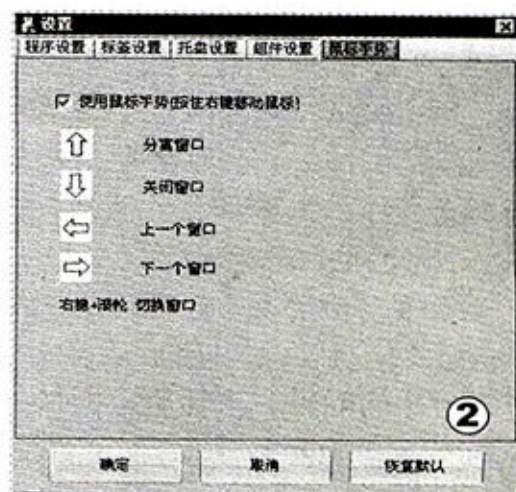 设置
程序设置 标签设置 托盘设置 组件设置 鼠标手势
使用鼠标手势(按住右键移动鼠标)
分离窗口
关闭窗口
上一个窗口
下一个窗口
右键+滚轮 切换窗口
②
确定 取消 恢复默认